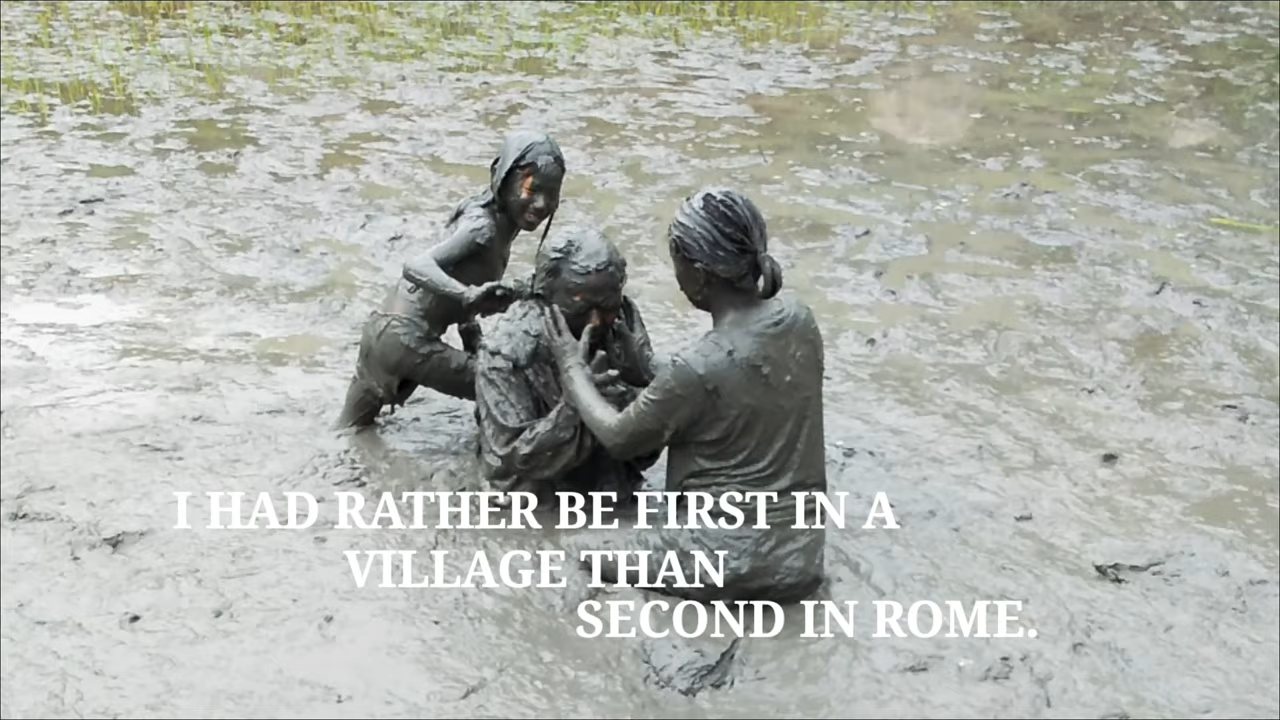 I HAD RATHER BE FIRST IN A
VILLAGE THAN
SECOND IN ROME.